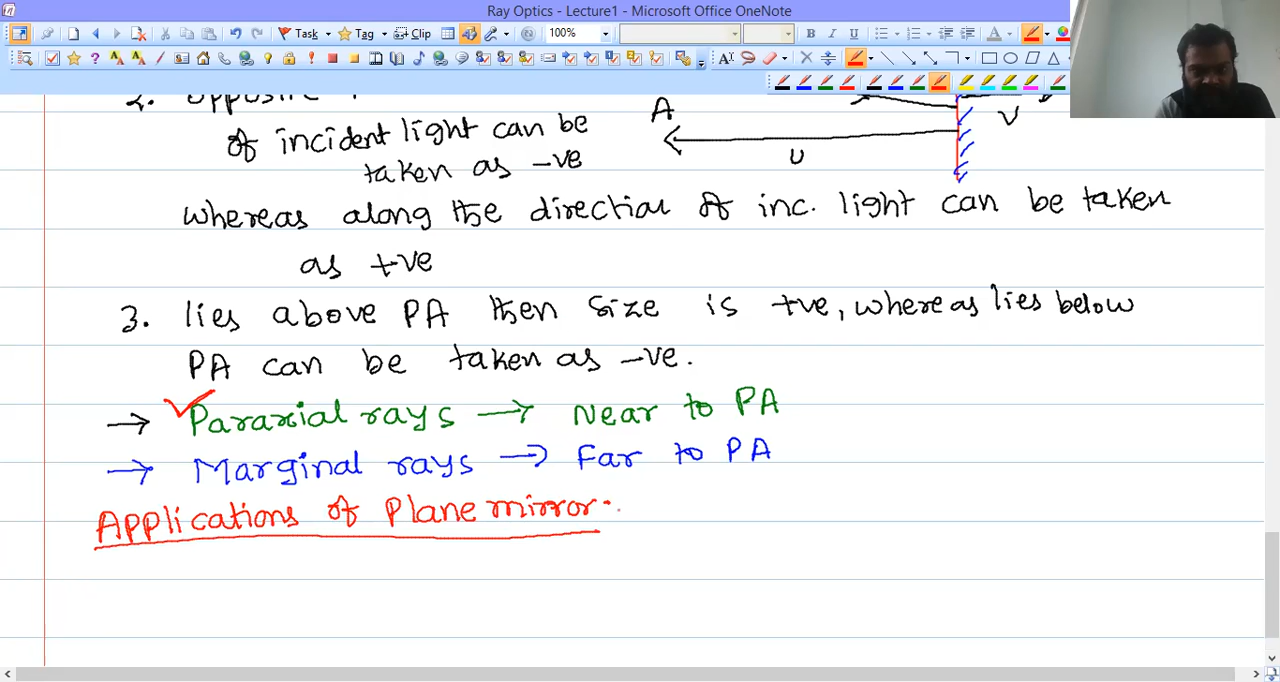 Ray Optics - Lecture1 - Microsoft Office OneNote
Task Tag Clip 100% B I U A
2. opposite
of incident light can be
taken as -ve
A
U
V
whereas along the direction of inc. light can be taken
as +ve
3. lies above PA then size is +ve, whereas lies below
PA can be taken as -ve.
→ Paraxial rays → Near to PA
→ Marginal rays → Far to PA
Applications of Plane mirror: